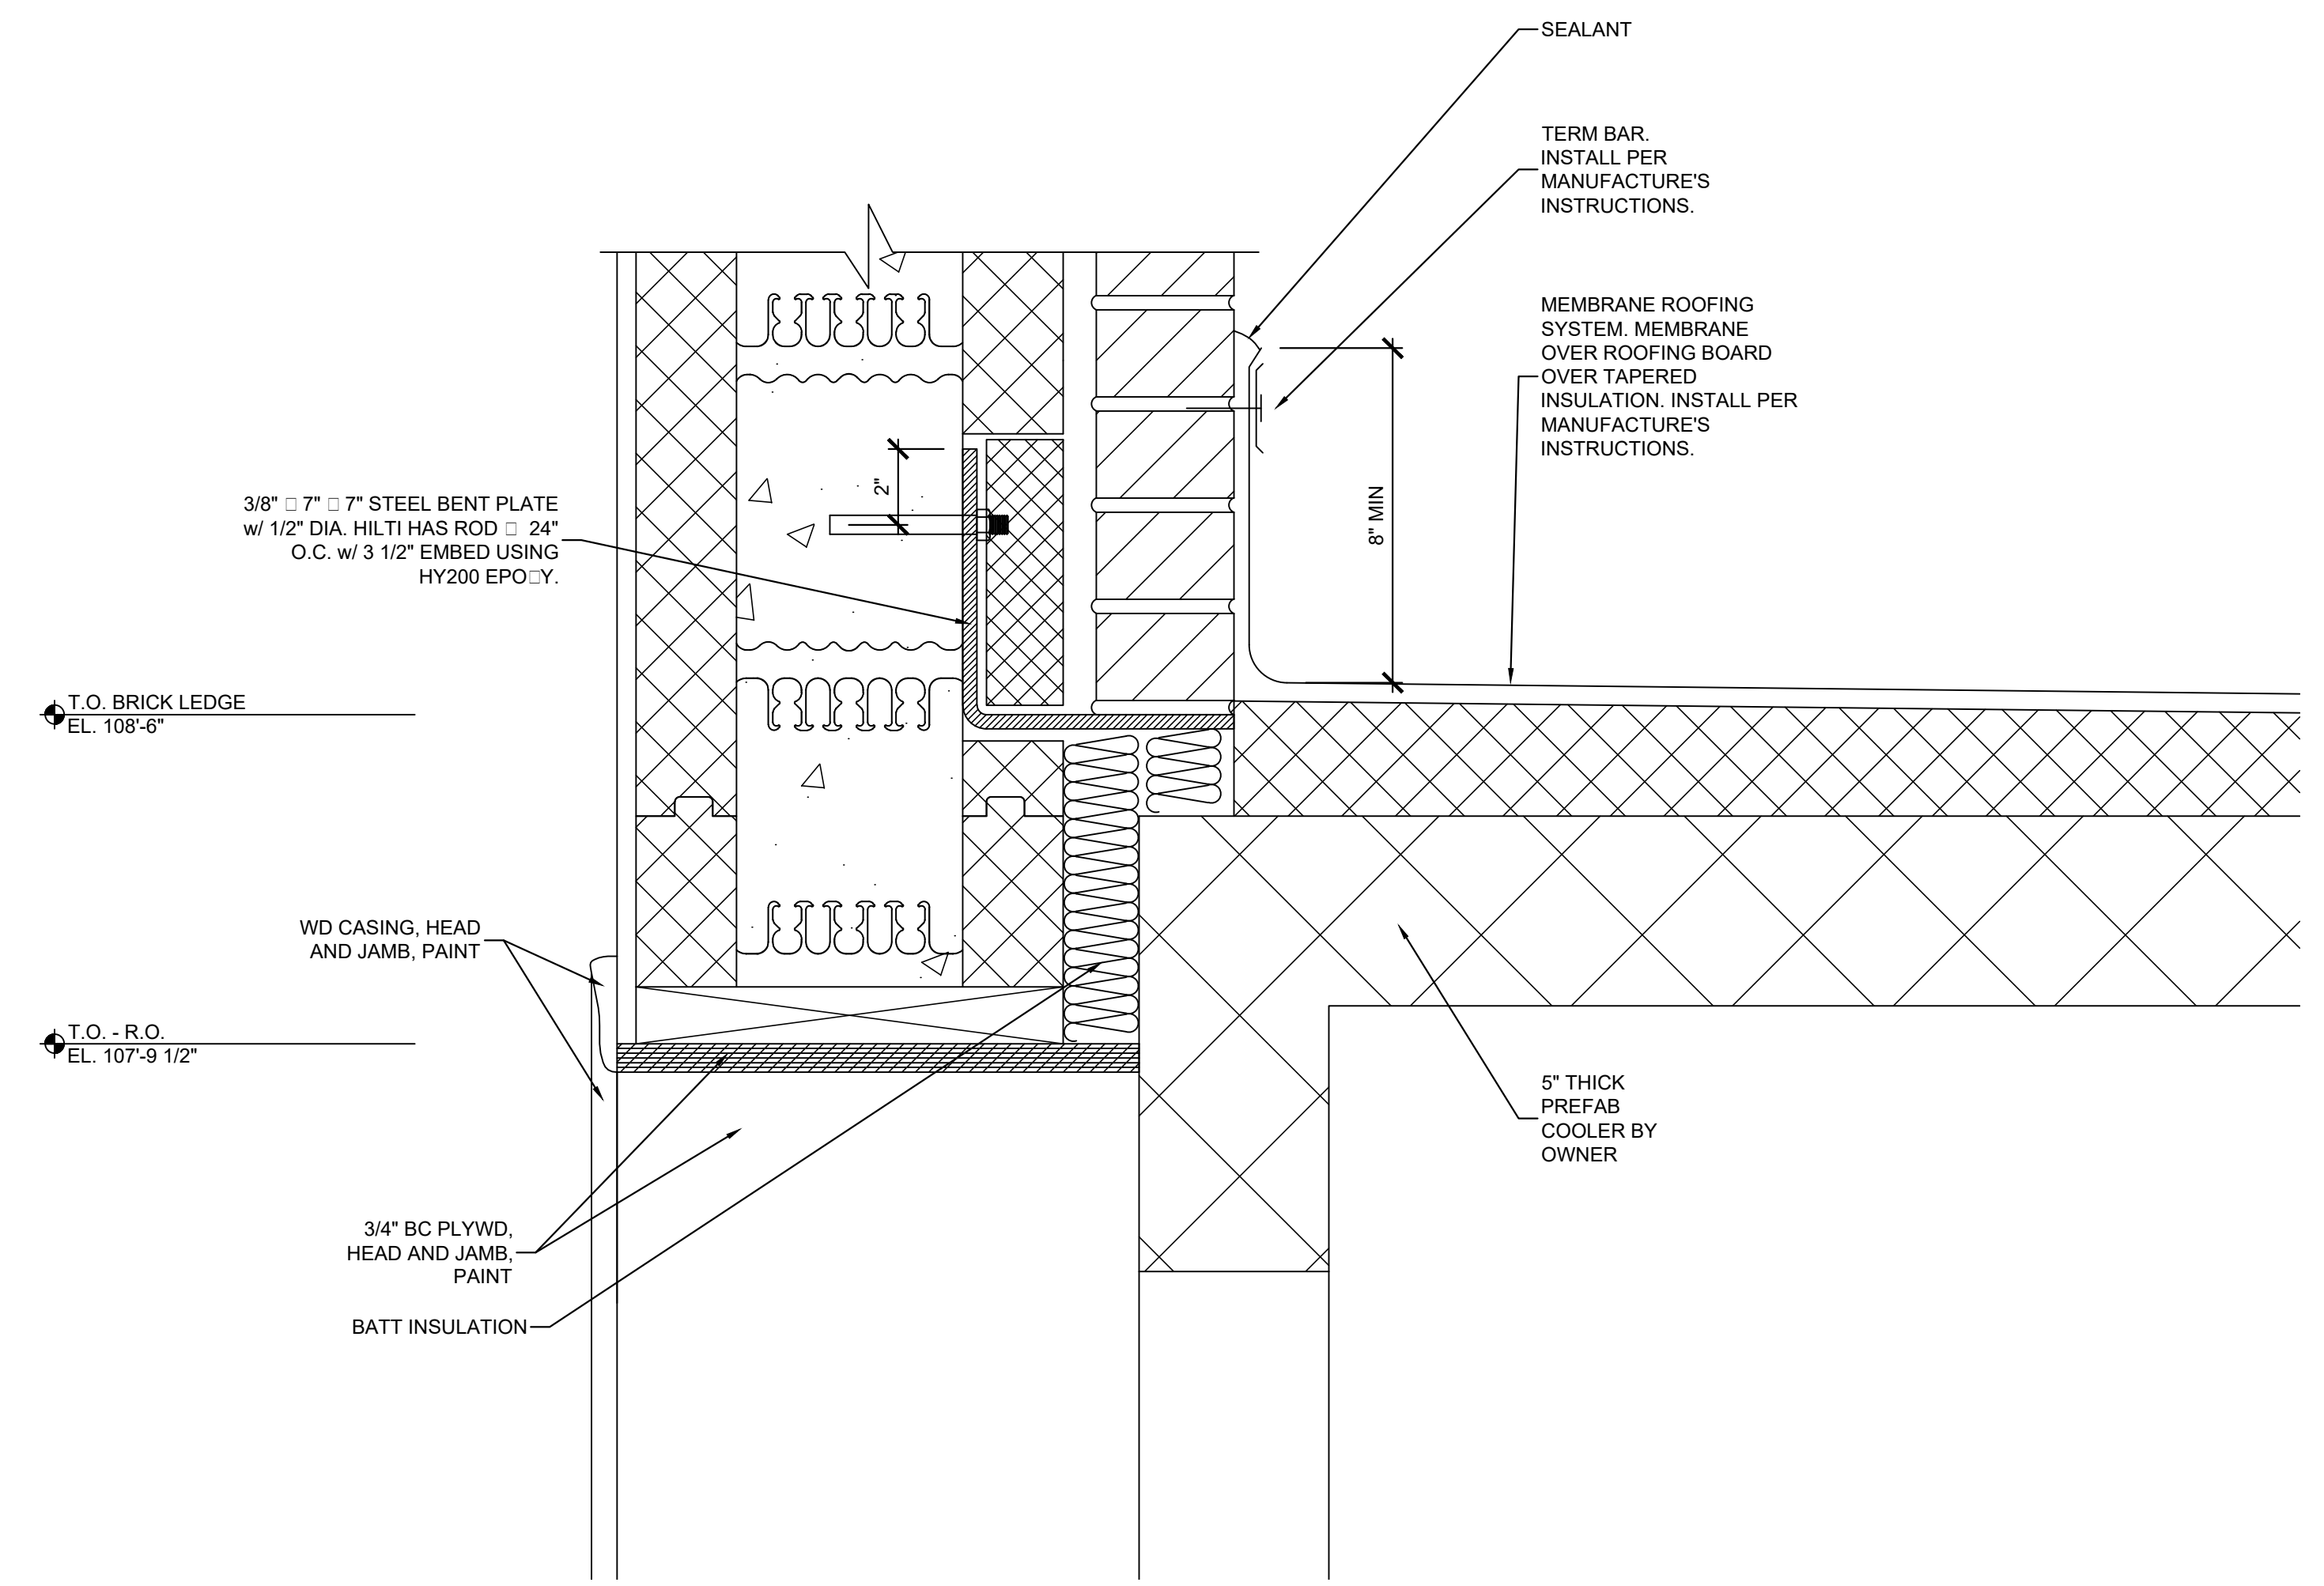 SEALANT
TERM BAR.
INSTALL PER
MANUFACTURE'S
INSTRUCTIONS.
MEMBRANE ROOFING
SYSTEM. MEMBRANE
OVER ROOFING BOARD
OVER TAPERED
INSULATION. INSTALL PER
MANUFACTURE'S
INSTRUCTIONS.
2"
8" MIN
3/8" □ 7" □ 7" STEEL BENT PLATE
w/ 1/2" DIA. HILTI HAS ROD □ 24"
O.C. w/ 3 1/2" EMBED USING
HY200 EPO□Y.
T.O. BRICK LEDGE
EL. 108'-6"
WD CASING, HEAD
AND JAMB, PAINT
T.O. - R.O.
EL. 107'-9 1/2"
5" THICK
PREFAB
COOLER BY
OWNER
3/4" BC PLYWD,
HEAD AND JAMB,
PAINT
BATT INSULATION